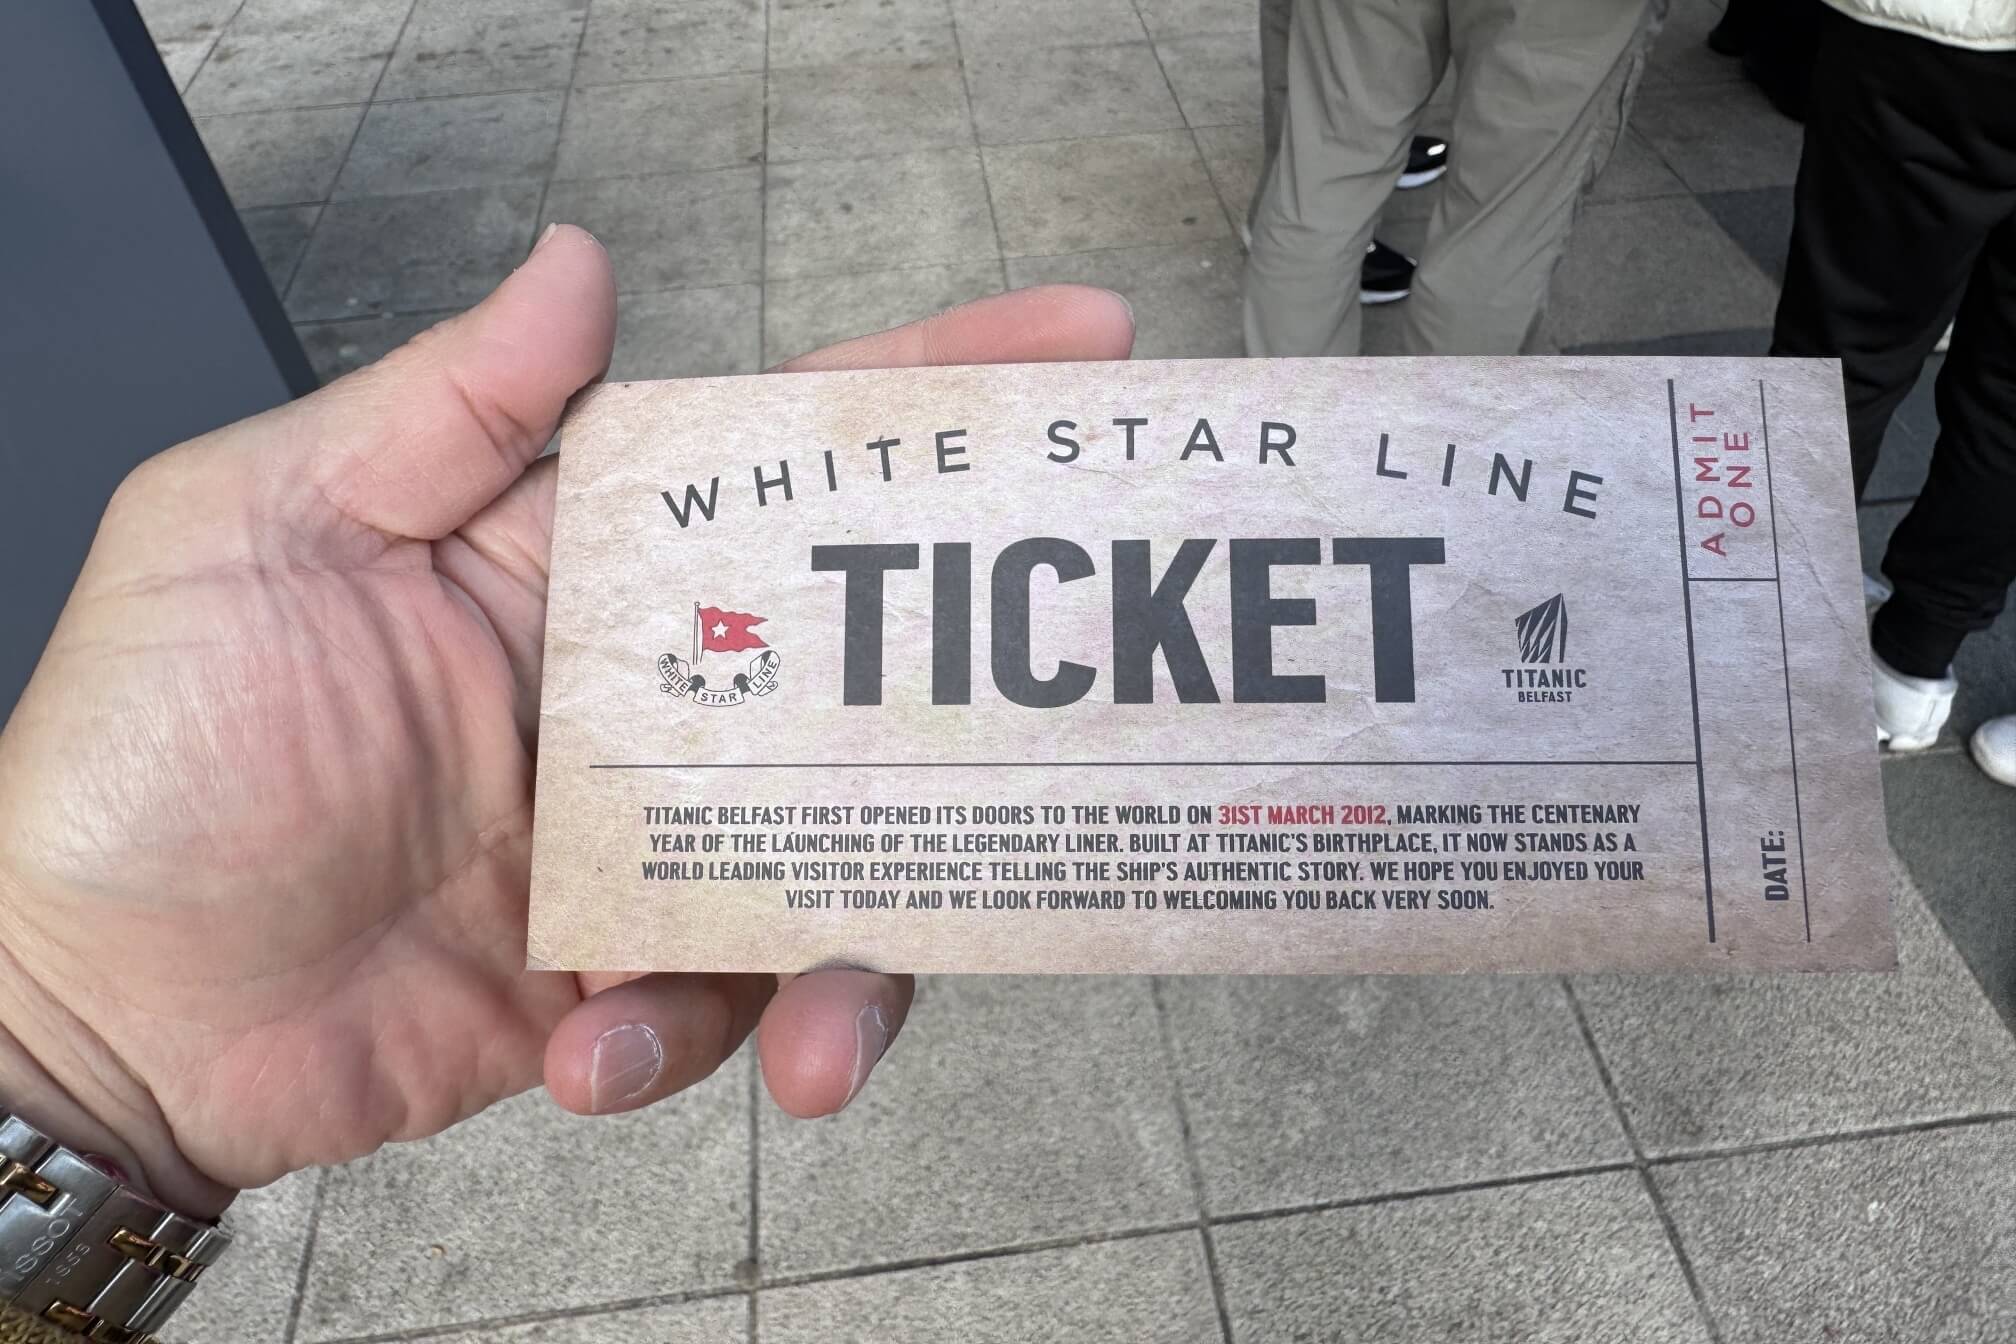 WHITE STAR LINE
TICKET
WHITE STAR LINE
TITANIC
BELFAST
TITANIC BELFAST FIRST OPENED ITS DOORS TO THE WORLD ON 31ST MARCH 2012, MARKING THE CENTENARY
YEAR OF THE LAUNCHING OF THE LEGENDARY LINER. BUILT AT TITANIC'S BIRTHPLACE, IT NOW STANDS AS A
WORLD LEADING VISITOR EXPERIENCE TELLING THE SHIP'S AUTHENTIC STORY. WE HOPE YOU ENJOYED YOUR
VISIT TODAY AND WE LOOK FORWARD TO WELCOMING YOU BACK VERY SOON.
ADMIT
ONE
DATE:
1853